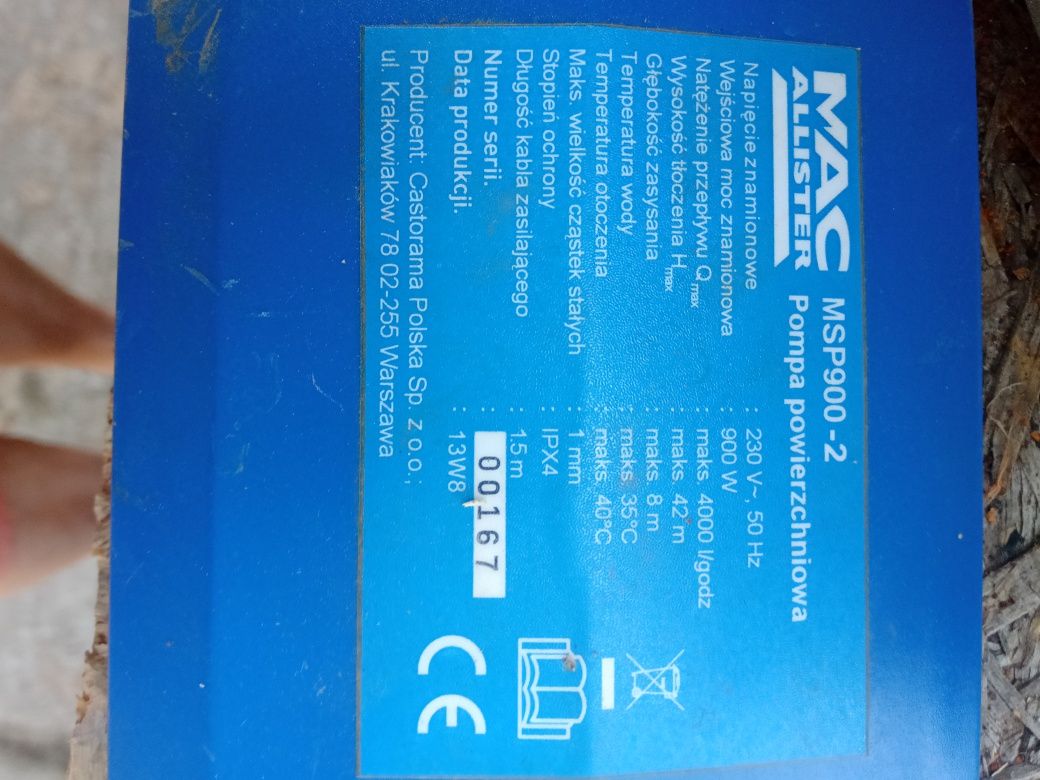 MAC
ALLISTER
MSP900-2
Pompa powierzchniowa
Napięcie znamionowe : 230 V~, 50 Hz
Wejściowa moc znamionowa : 900 W
Natężenie przepływu Qmax : maks. 4000 l/godz
Wysokość tłoczenia Hmax : maks. 42 m
Głębokość zasysania : maks. 8 m
Temperatura wody : maks. 35°C
Temperatura otoczenia : maks. 40°C
Maks. wielkość cząstek stałych : 1 mm
Stopień ochrony : IPX4
Długość kabla zasilającego : 1.5 m
Numer serii. : 00167
Data produkcji. : 13W8
Producent: Castorama Polska Sp. z o.o.;
ul. Krakowiaków 78 02-255 Warszawa
CE